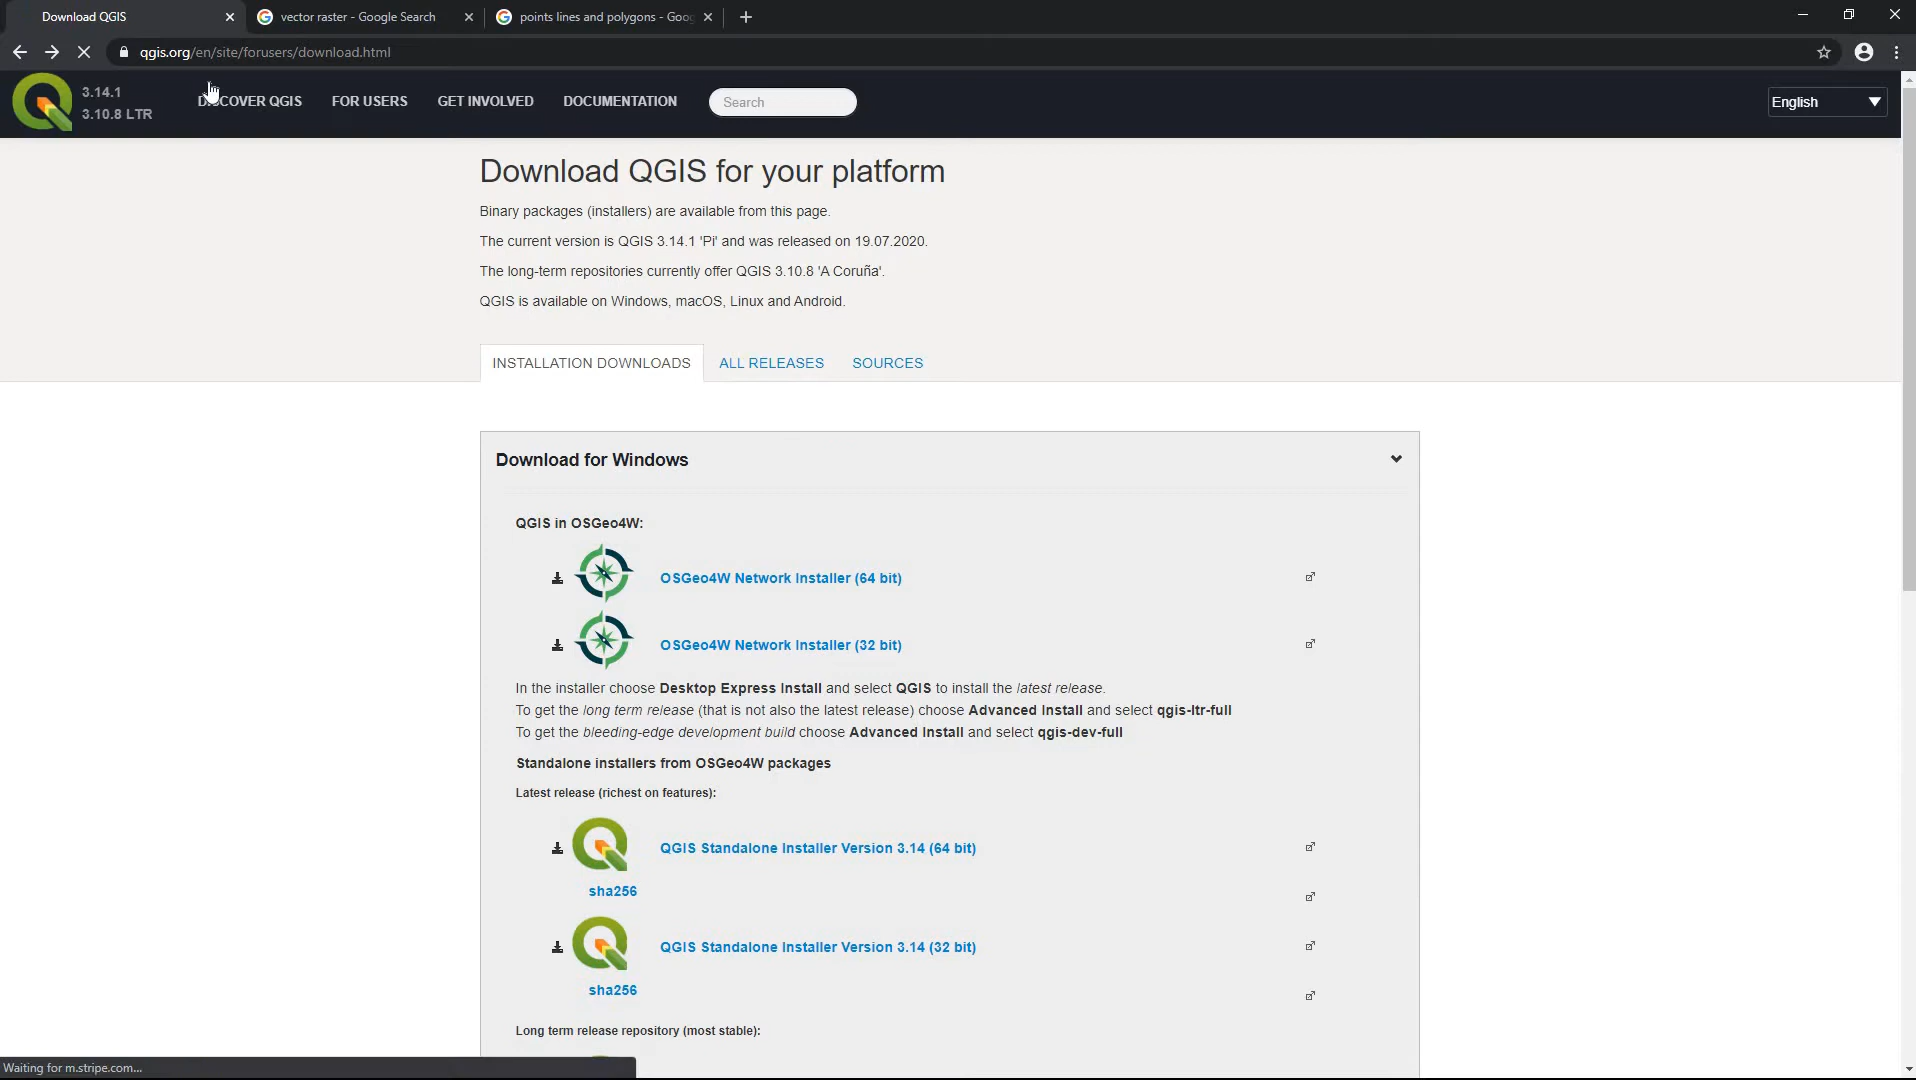 Download QGIS
vector raster - Google Search
points lines and polygons - Goog
qgis.org/en/site/forusers/download.html
3.14.1
3.10.8 LTR
DISCOVER QGIS
FOR USERS
GET INVOLVED
DOCUMENTATION
Search
English
Download QGIS for your platform
Binary packages (installers) are available from this page.
The current version is QGIS 3.14.1 'Pi' and was released on 19.07.2020.
The long-term repositories currently offer QGIS 3.10.8 'A Coruña'.
QGIS is available on Windows, macOS, Linux and Android.
INSTALLATION DOWNLOADS
ALL RELEASES
SOURCES
Download for Windows
QGIS in OSGeo4W:
OSGeo4W Network Installer (64 bit)
OSGeo4W Network Installer (32 bit)
In the installer choose Desktop Express Install and select QGIS to install the latest release.
To get the long term release (that is not also the latest release) choose Advanced Install and select qgis-ltr-full
To get the bleeding-edge development build choose Advanced Install and select qgis-dev-full
Standalone installers from OSGeo4W packages
Latest release (richest on features):
QGIS Standalone Installer Version 3.14 (64 bit)
sha256
QGIS Standalone Installer Version 3.14 (32 bit)
sha256
Long term release repository (most stable):
Waiting for m.stripe.com...